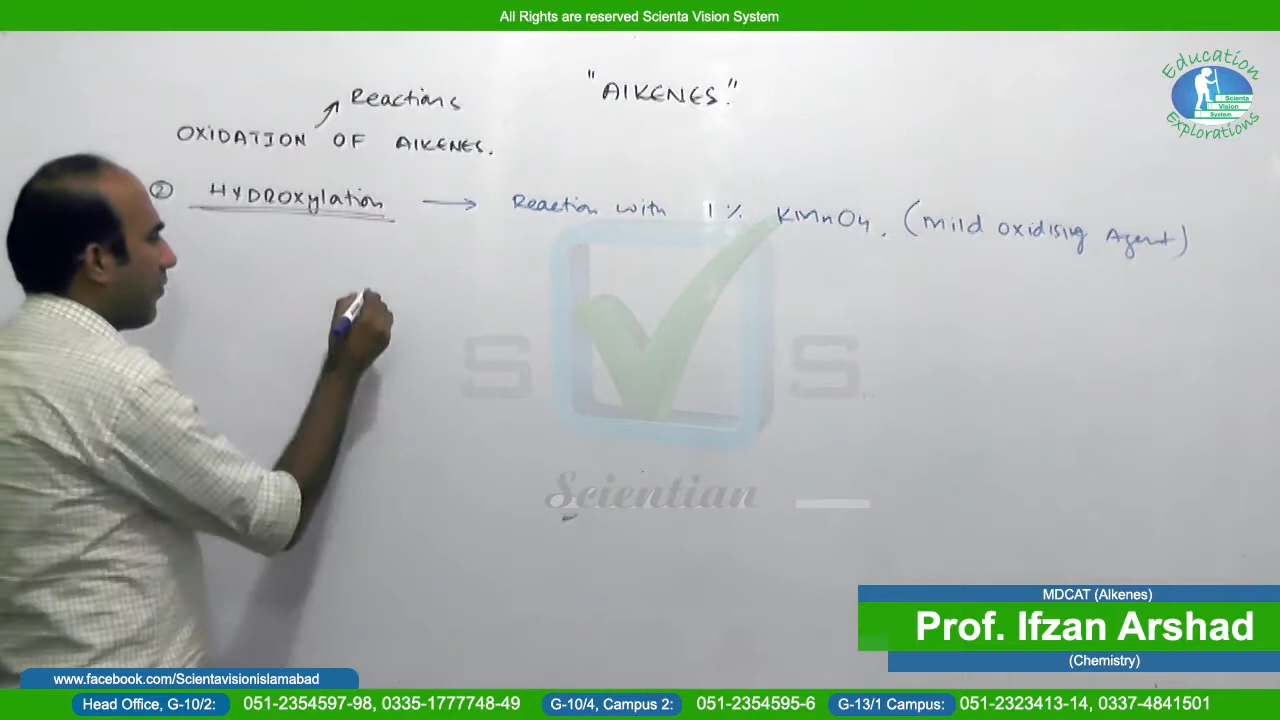 All Rights are reserved Scienta Vision System
"AlKENES."
Reactions
OXIDATION OF AlKENES.
② HYDROxylation → Reaction with 1% KMnO4. (Mild oxidising Agent)
Education
Scienta
Vision
System
Explorations
S S
Scientian
MDCAT (Alkenes)
Prof. Ifzan Arshad
(Chemistry)
www.facebook.com/Scientavisionislamabad
Head Office, G-10/2: 051-2354597-98, 0335-1777748-49 G-10/4, Campus 2: 051-2354595-6 G-13/1 Campus: 051-2323413-14, 0337-4841501